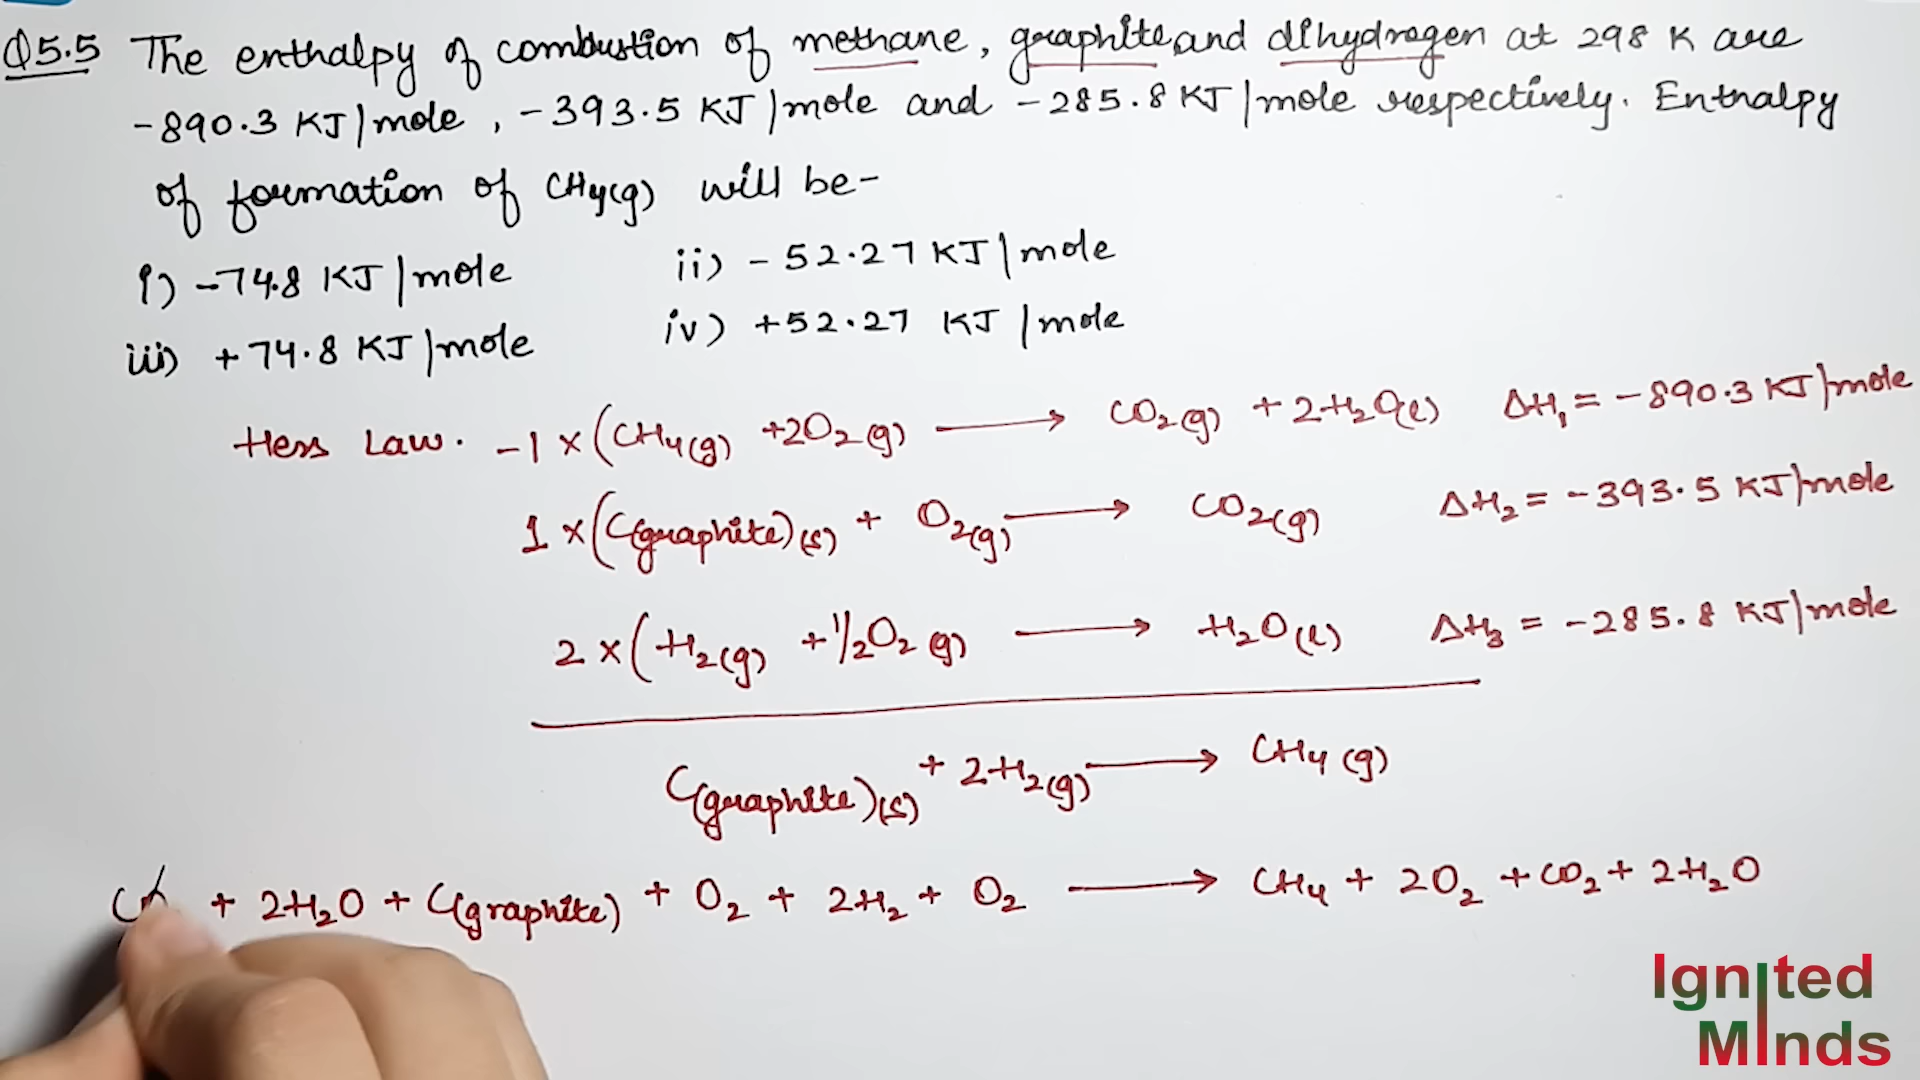 Q5.5 The enthalpy of combustion of methane, graphite and dihydrogen at 298 K are
-890.3 KJ/mole, -393.5 KJ/mole and -285.8 KJ/mole respectively. Enthalpy
of formation of CH4(g) will be-
i) -74.8 KJ/mole ii) -52.27 KJ/mole
iii) +74.8 KJ/mole iv) +52.27 KJ/mole
Hess Law. -1 x (CH4(g) +2O2(g) → CO2(g) + 2H2O(l) ΔH1 = -890.3 KJ/mole
1 x (C(graphite)(s) + O2(g) → CO2(g) ΔH2 = -393.5 KJ/mole
2 x (H2(g) + 1/2O2(g) → H2O(l) ΔH3 = -285.8 KJ/mole
C(graphite)(s) + 2H2(g) → CH4(g)
+ 2H2O + C(graphite) + O2 + 2H2 + O2 → CH4 + 2O2 + CO2 + 2H2O
Ignited
Minds